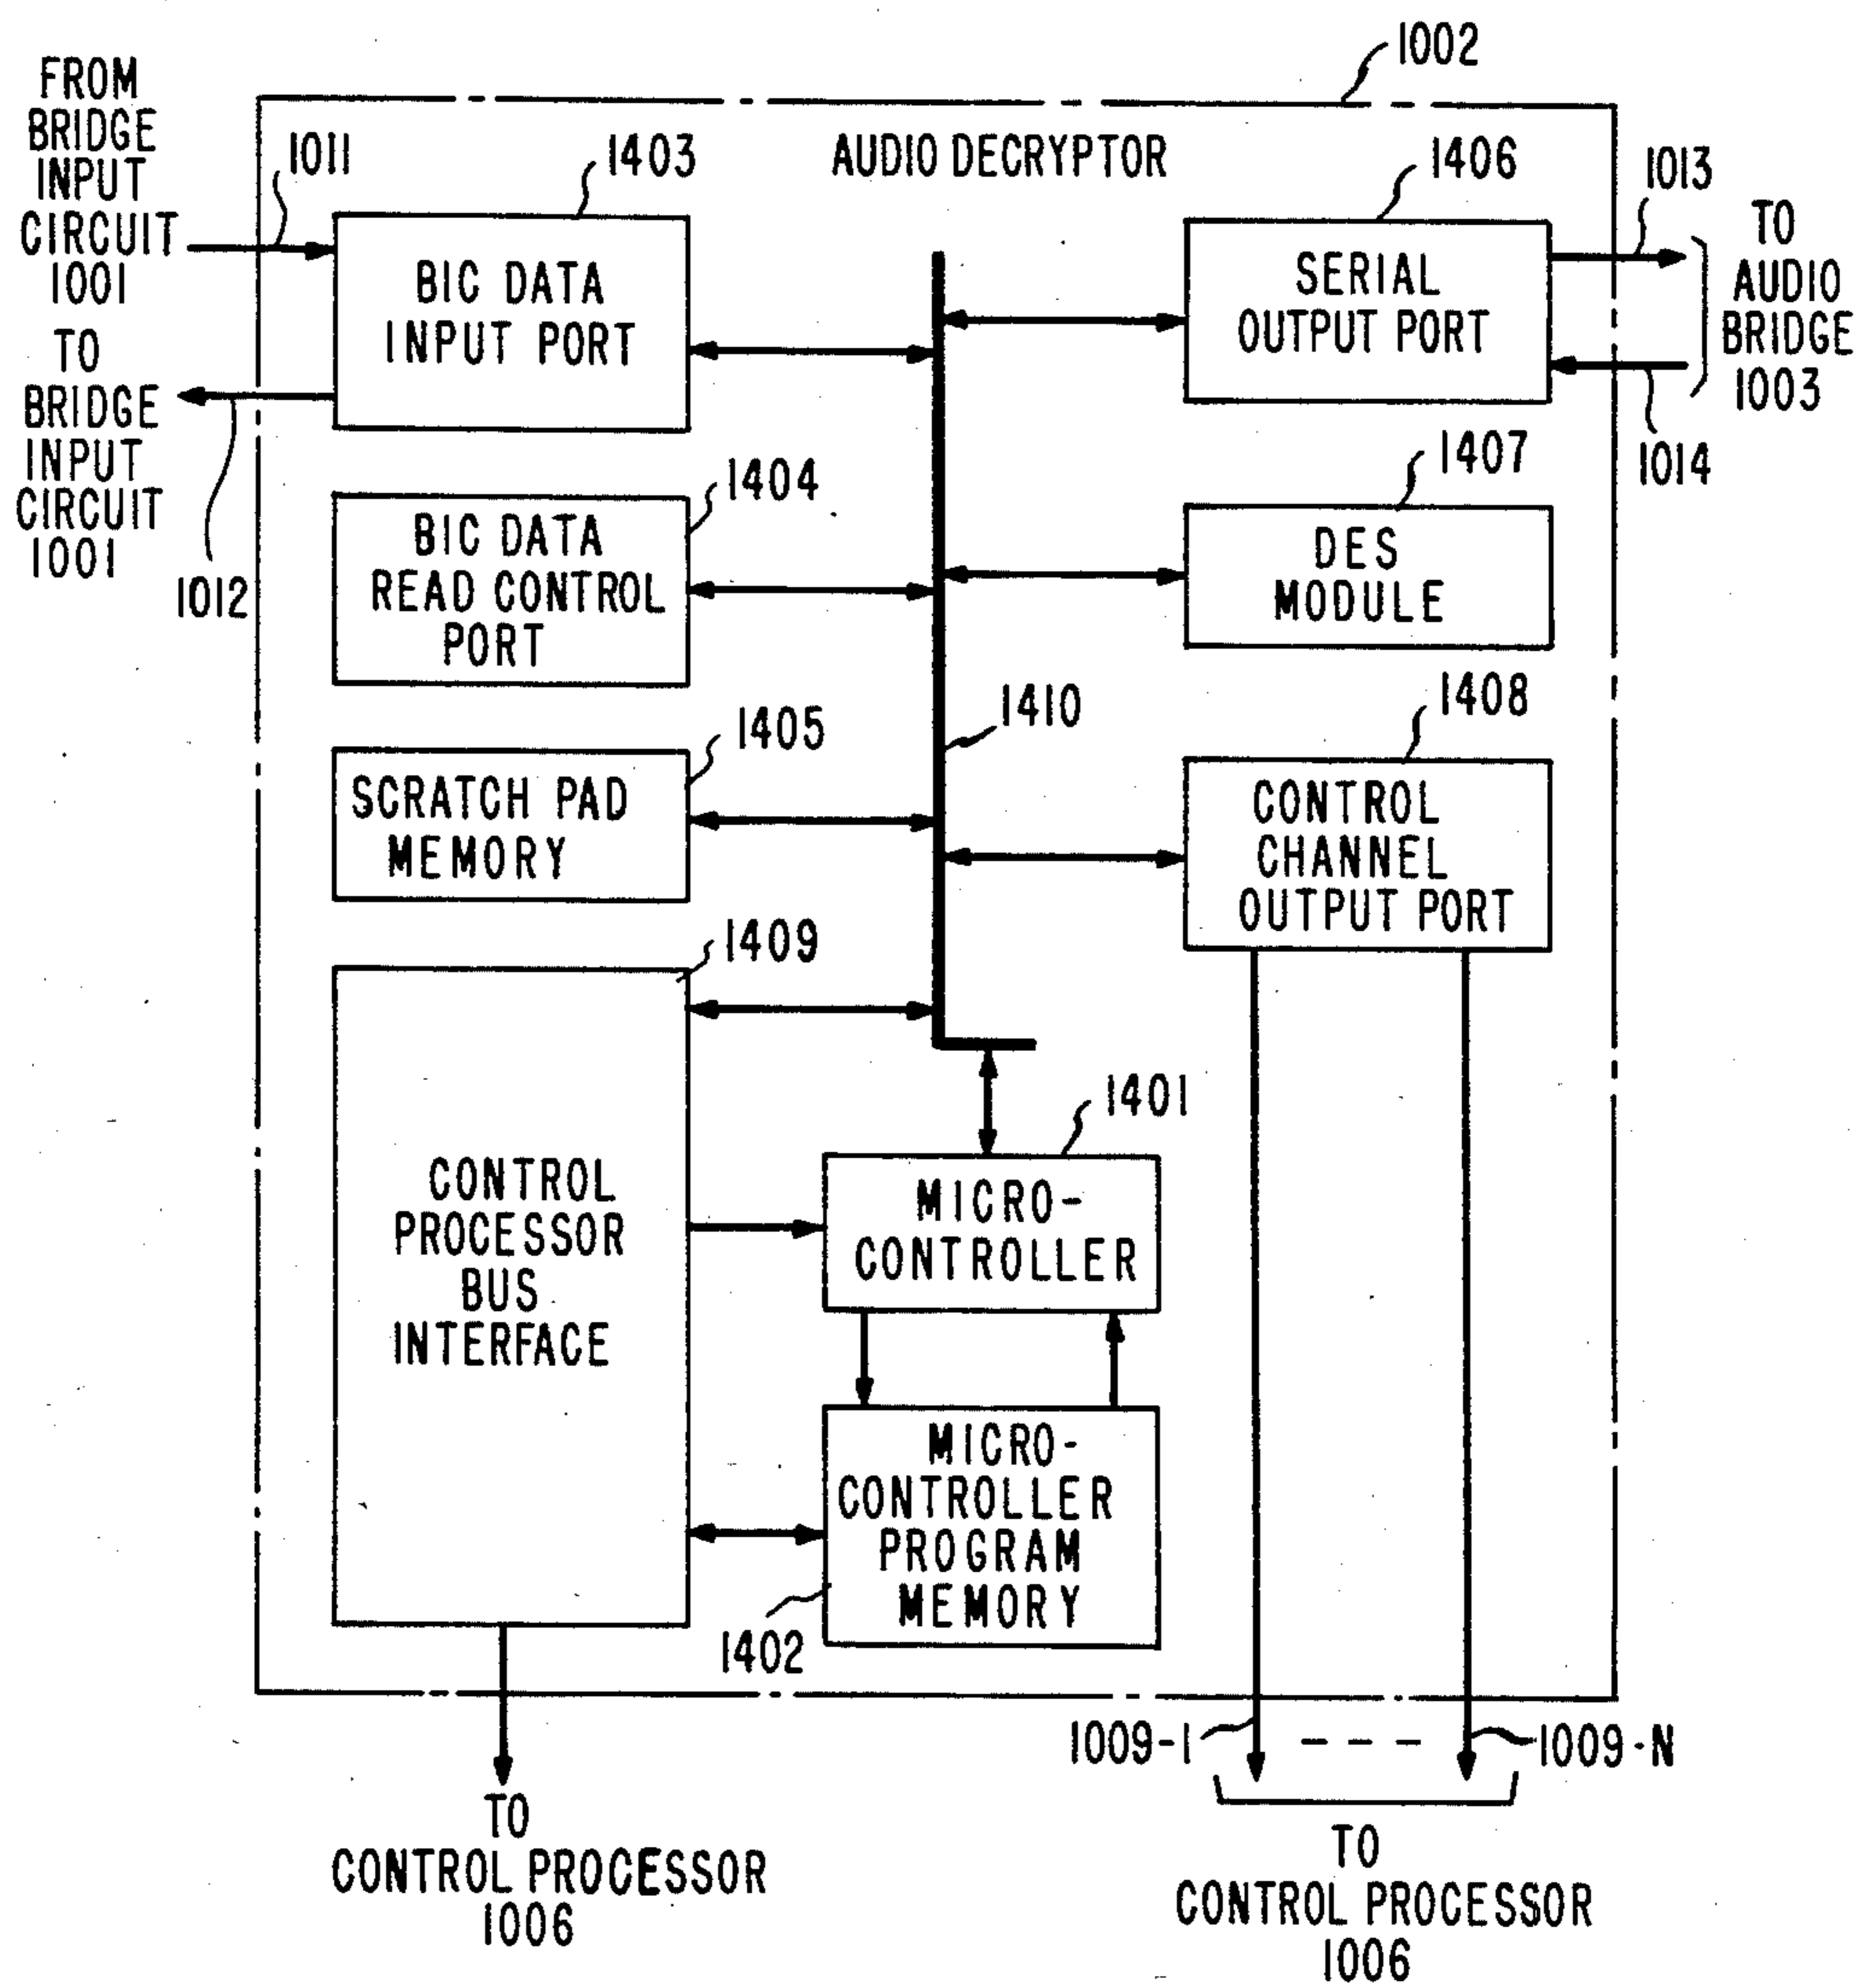 1002
FROM
BRIDGE
INPUT
CIRCUIT
1001
1011
TO
BRIDGE
INPUT
CIRCUIT
1001
1012
AUDIO DECRYPTOR
1403
BIC DATA
INPUT PORT
1404
BIC DATA
READ CONTROL
PORT
1405
SCRATCH PAD
MEMORY
1409
CONTROL
PROCESSOR
BUS
INTERFACE
1410
1406
SERIAL
OUTPUT PORT
1013
TO
AUDIO
BRIDGE
1003
1014
1407
DES
MODULE
1408
CONTROL
CHANNEL
OUTPUT PORT
1401
MICRO-
CONTROLLER
MICRO-
CONTROLLER
PROGRAM
MEMORY
1402
1009-1
- - - -
1009-N
TO
CONTROL PROCESSOR
1006
TO
CONTROL PROCESSOR
1006